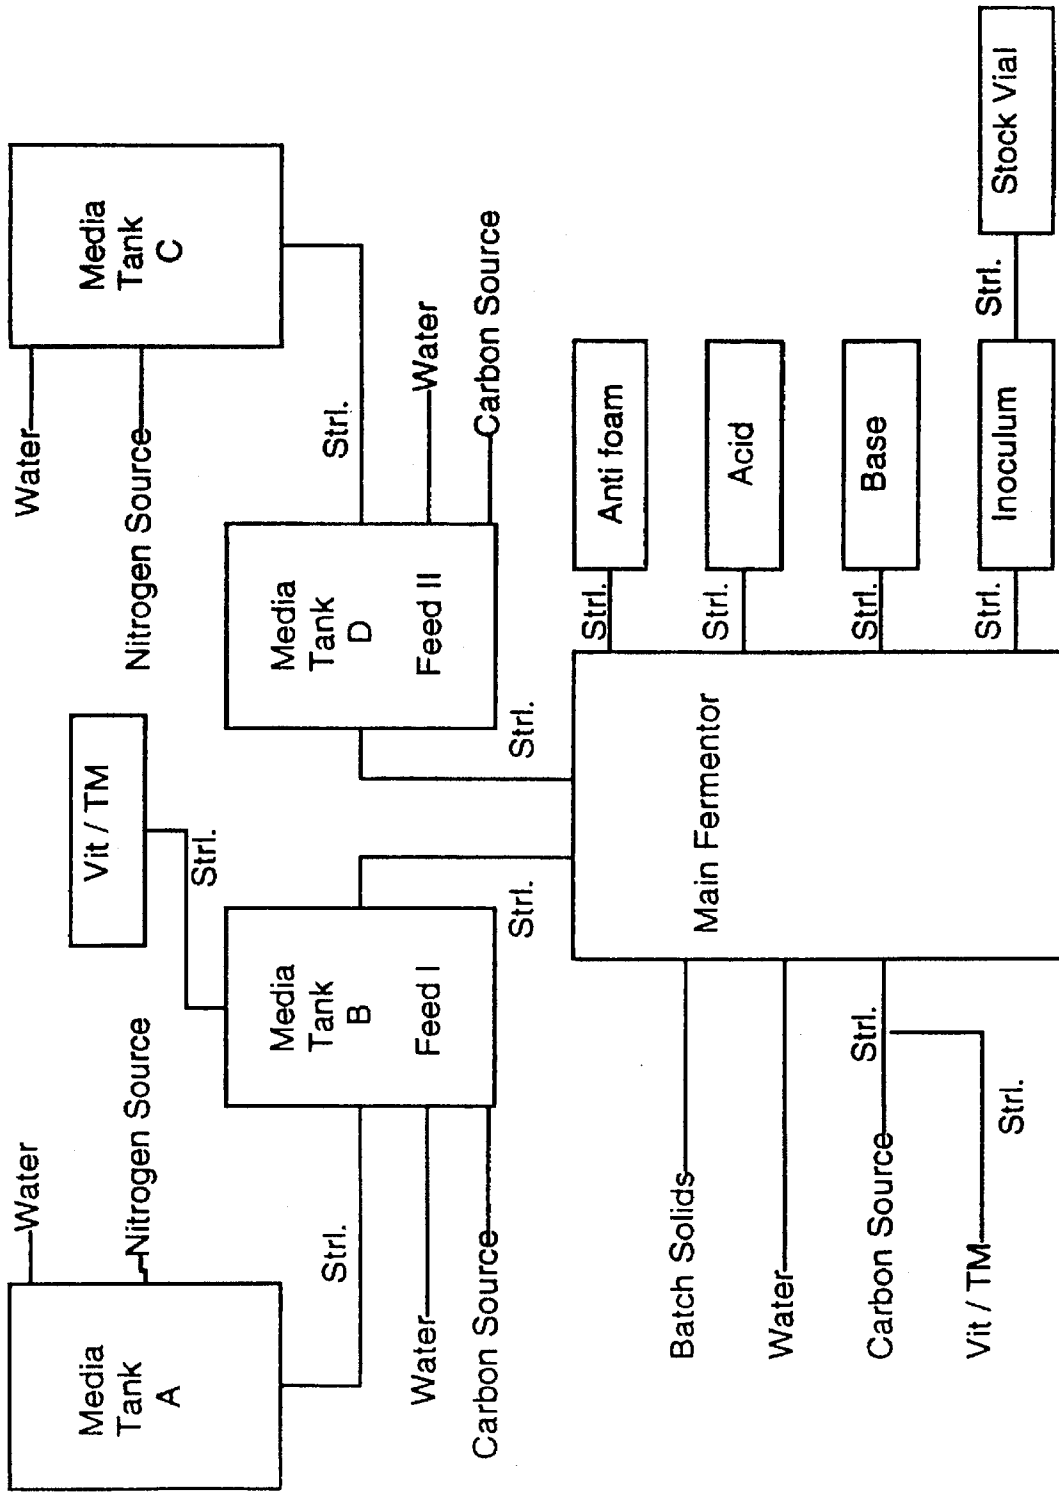 Media
Tank
A
Water
Nitrogen Source
Strl.
Vit / TM
Strl.
Media
Tank
B
Feed I
Water
Carbon Source
Strl.
Water
Nitrogen Source
Media
Tank
C
Strl.
Media
Tank
D
Feed II
Water
Carbon Source
Strl.
Main Fermentor
Batch Solids
Water
Carbon Source
Strl.
Vit / TM
Strl.
Strl.
Anti foam
Strl.
Acid
Strl.
Base
Strl.
Inoculum
Strl.
Stock Vial